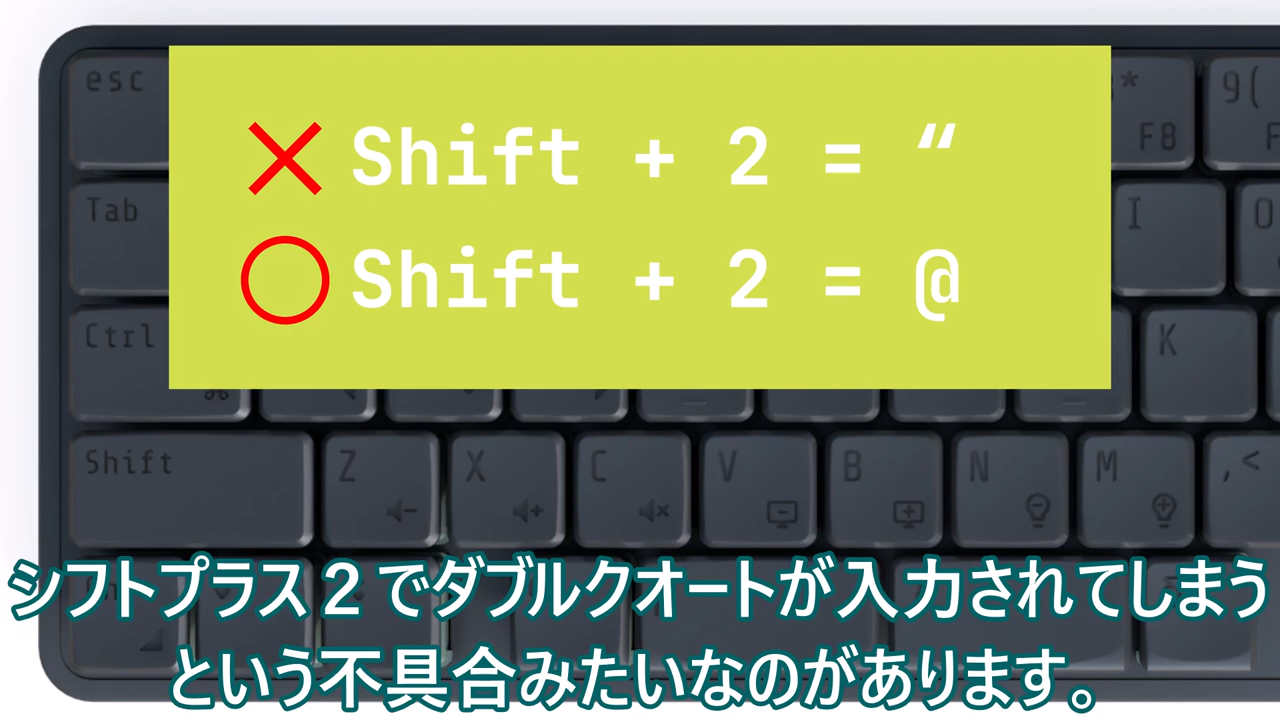 esc
✕ Shift + 2 = “
○ Shift + 2 = @
*
F8
9(
Tab
I
Ctrl
K
Shift
Z
X
C
V
B
N
M
,<
シフトプラス2でダブルクオートが入力されてしまう
という不具合みたいなのがあります。